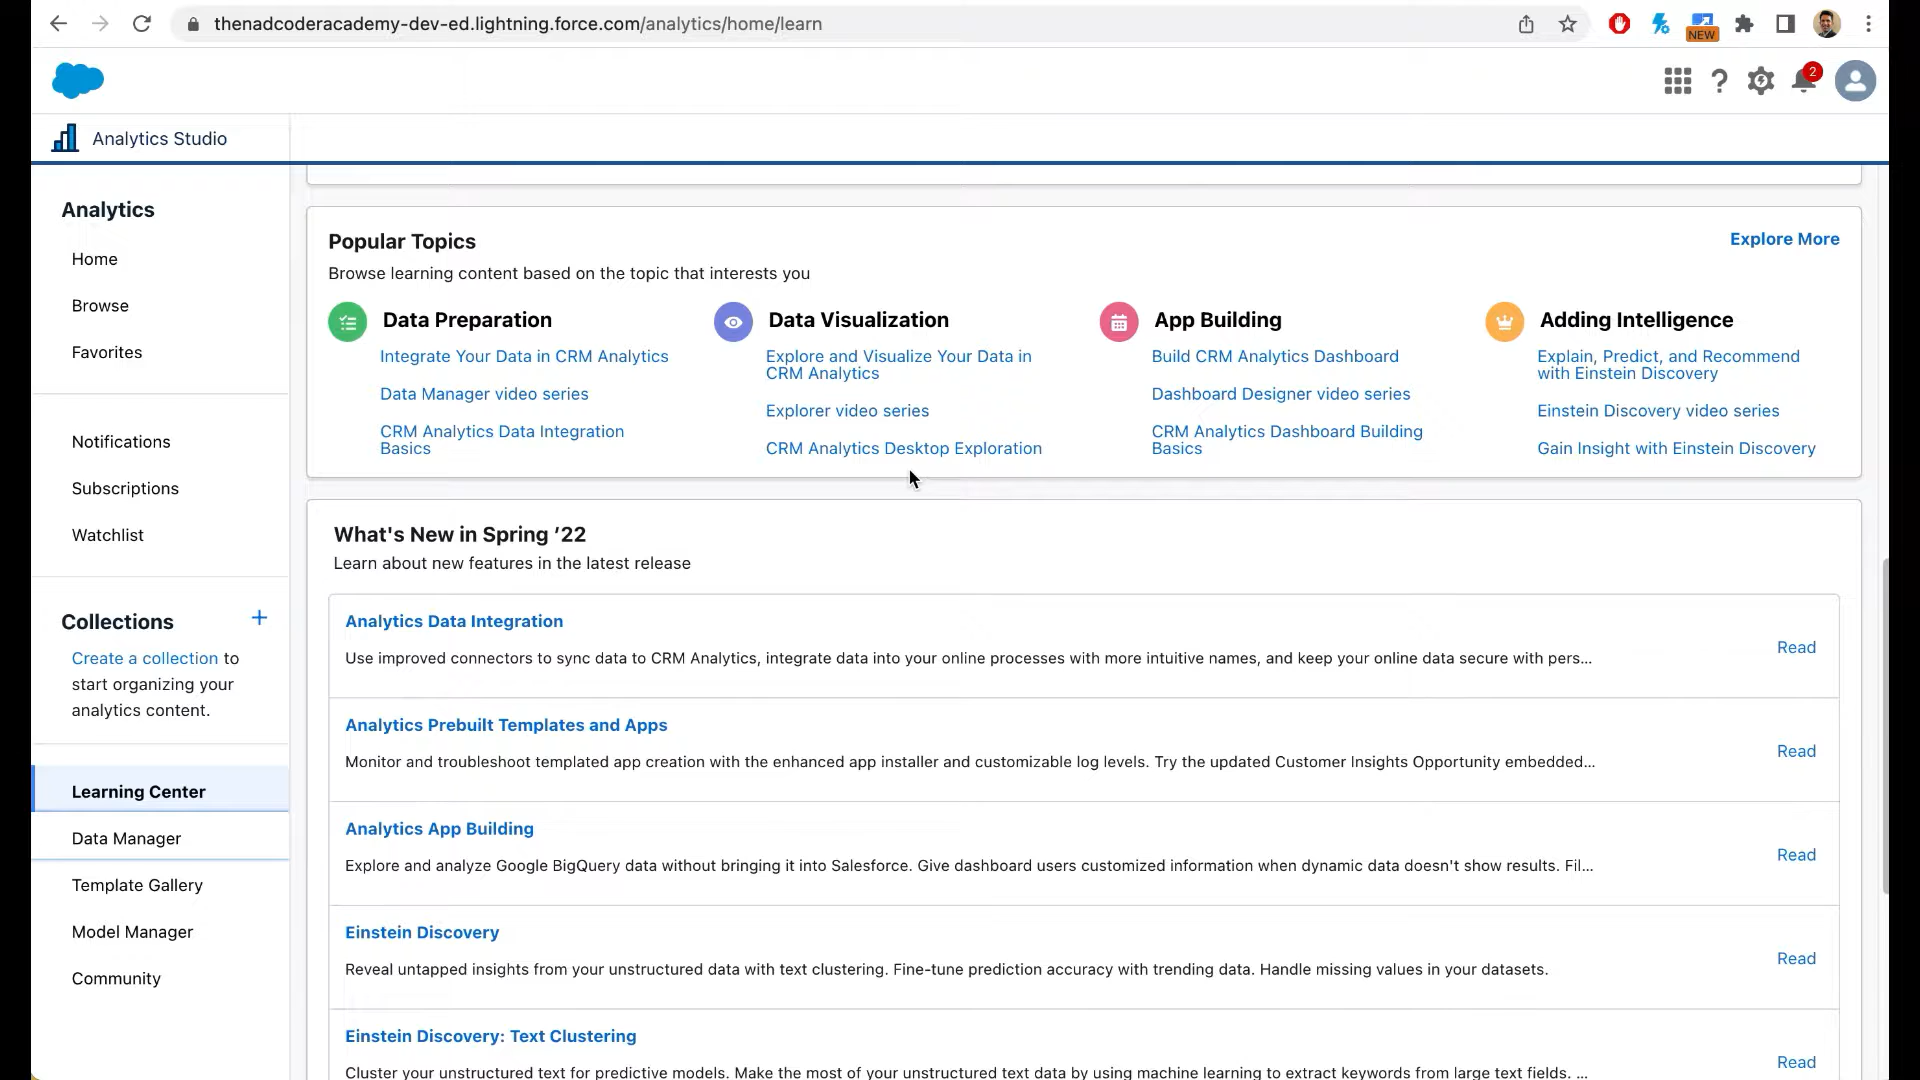 thenadcoderacademy-dev-ed.lightning.force.com/analytics/home/learn
NEW
2
Analytics Studio
Analytics
Home
Browse
Favorites
Notifications
Subscriptions
Watchlist
Collections +
Create a collection to
start organizing your
analytics content.
Learning Center
Data Manager
Template Gallery
Model Manager
Community
Popular Topics
Explore More
Browse learning content based on the topic that interests you
Data Preparation
Integrate Your Data in CRM Analytics
Data Manager video series
CRM Analytics Data Integration
Basics
Data Visualization
Explore and Visualize Your Data in
CRM Analytics
Explorer video series
CRM Analytics Desktop Exploration
App Building
Build CRM Analytics Dashboard
Dashboard Designer video series
CRM Analytics Dashboard Building
Basics
Adding Intelligence
Explain, Predict, and Recommend
with Einstein Discovery
Einstein Discovery video series
Gain Insight with Einstein Discovery
What's New in Spring ’22
Learn about new features in the latest release
Analytics Data Integration
Use improved connectors to sync data to CRM Analytics, integrate data into your online processes with more intuitive names, and keep your online data secure with pers...
Read
Analytics Prebuilt Templates and Apps
Monitor and troubleshoot templated app creation with the enhanced app installer and customizable log levels. Try the updated Customer Insights Opportunity embedded...
Read
Analytics App Building
Explore and analyze Google BigQuery data without bringing it into Salesforce. Give dashboard users customized information when dynamic data doesn't show results. Fil...
Read
Einstein Discovery
Reveal untapped insights from your unstructured data with text clustering. Fine-tune prediction accuracy with trending data. Handle missing values in your datasets.
Read
Einstein Discovery: Text Clustering
Cluster your unstructured text for predictive models. Make the most of your unstructured text data by using machine learning to extract keywords from large text fields. ...
Read